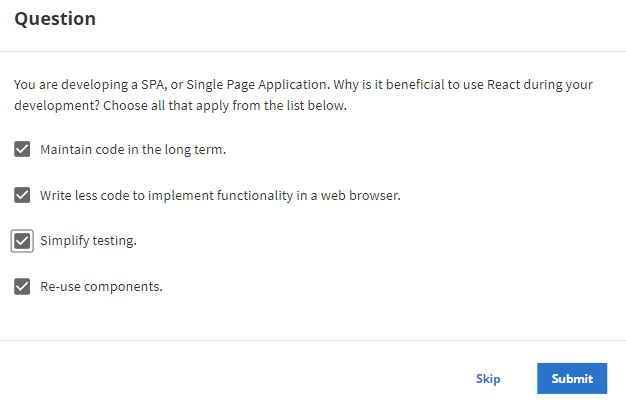 Question
You are developing a SPA, or Single Page Application. Why is it beneficial to use React during your
development? Choose all that apply from the list below.
Maintain code in the long term.
Write less code to implement functionality in a web browser.
Simplify testing.
Re-use components.
Skip
Submit